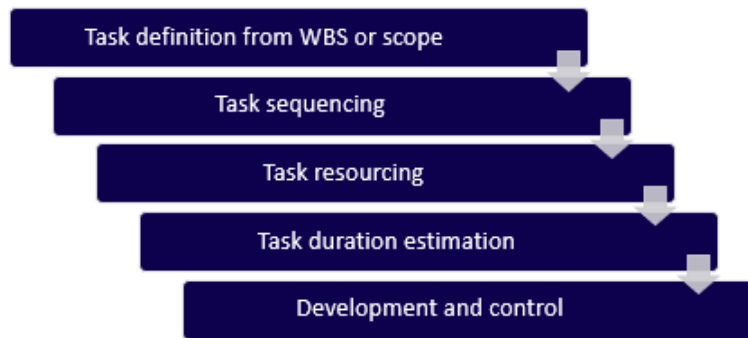 Task definition from WBS or scope
Task sequencing
Task resourcing
Task duration estimation
Development and control